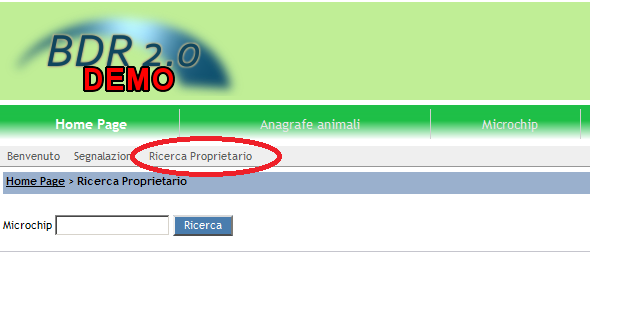 BDR 2.0
DEMO
Home Page Anagrafe animali Microchip
Benvenuto Segnalazion Ricerca Proprietario
Home Page > Ricerca Proprietario
Microchip Ricerca